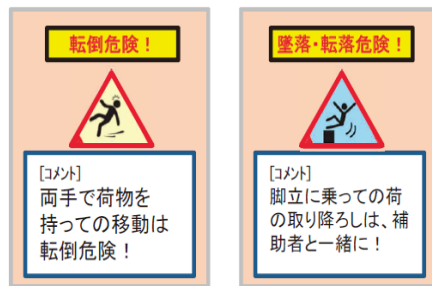 転倒危険！
[コメント]
両手で荷物を
持っての移動は
転倒危険！
墜落・転落危険！
[コメント]
脚立に乗っての荷
の取り降ろしは、補
助者と一緒に！